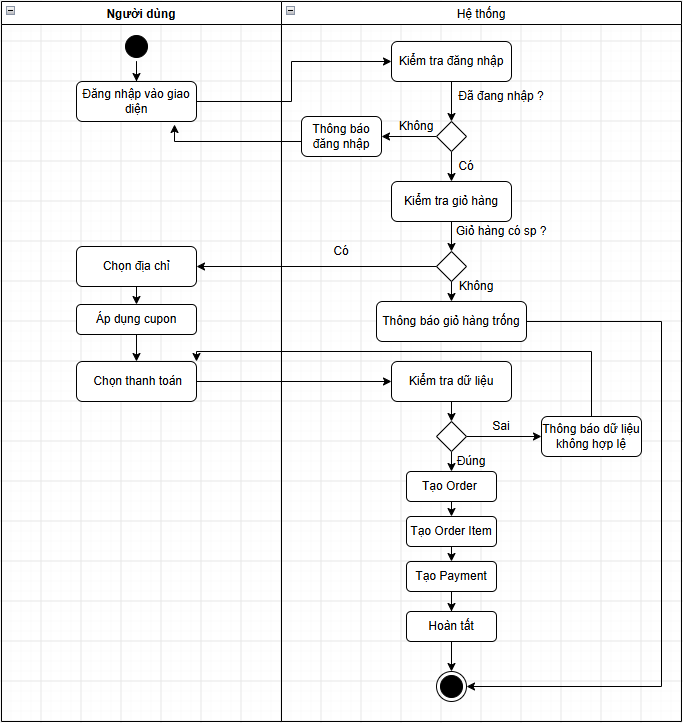 Người dùng
Hệ thống
Kiểm tra đăng nhập
Đăng nhập vào giao
diện
Đã đang nhập ?
Không
Thông báo
đăng nhập
Có
Kiểm tra giỏ hàng
Giỏ hàng có sp ?
Có
Chọn địa chỉ
Không
Áp dụng cupon
Thông báo giỏ hàng trống
Chọn thanh toán
Kiểm tra dữ liệu
Sai
Thông báo dữ liệu
không hợp lệ
Đúng
Tạo Order
Tạo Order Item
Tạo Payment
Hoàn tất